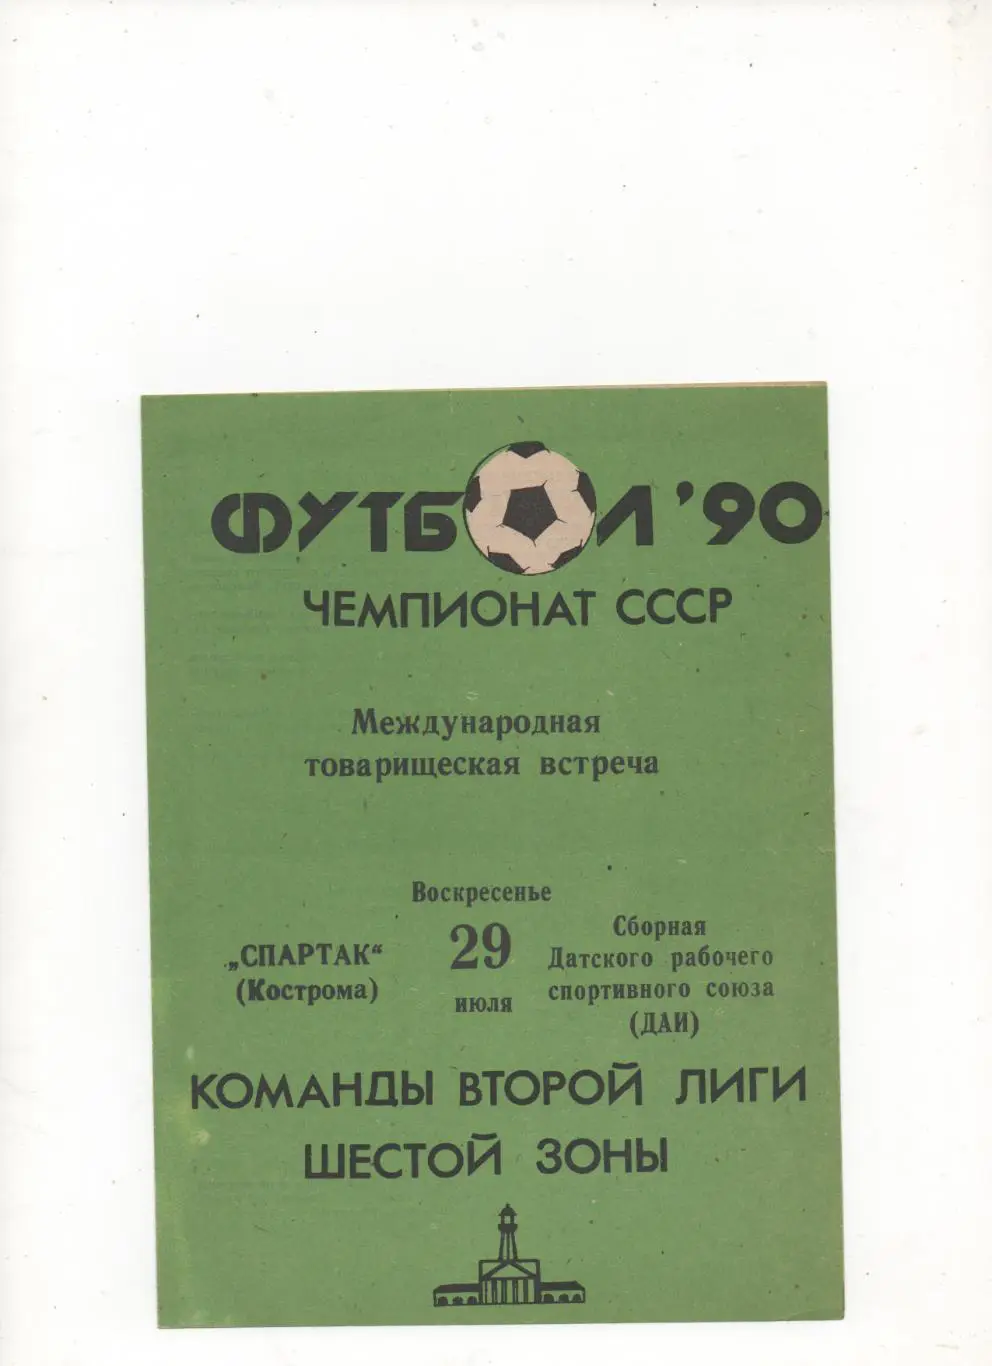 ФУТБОЛ '90
ЧЕМПИОНАТ СССР
Международная
товарищеская встреча
Воскресенье
„СПАРТАК“
(Кострома)
29
июля
Сборная
Датского рабочего
спортивного союза
(ДАИ)
КОМАНДЫ ВТОРОЙ ЛИГИ
ШЕСТОЙ ЗОНЫ